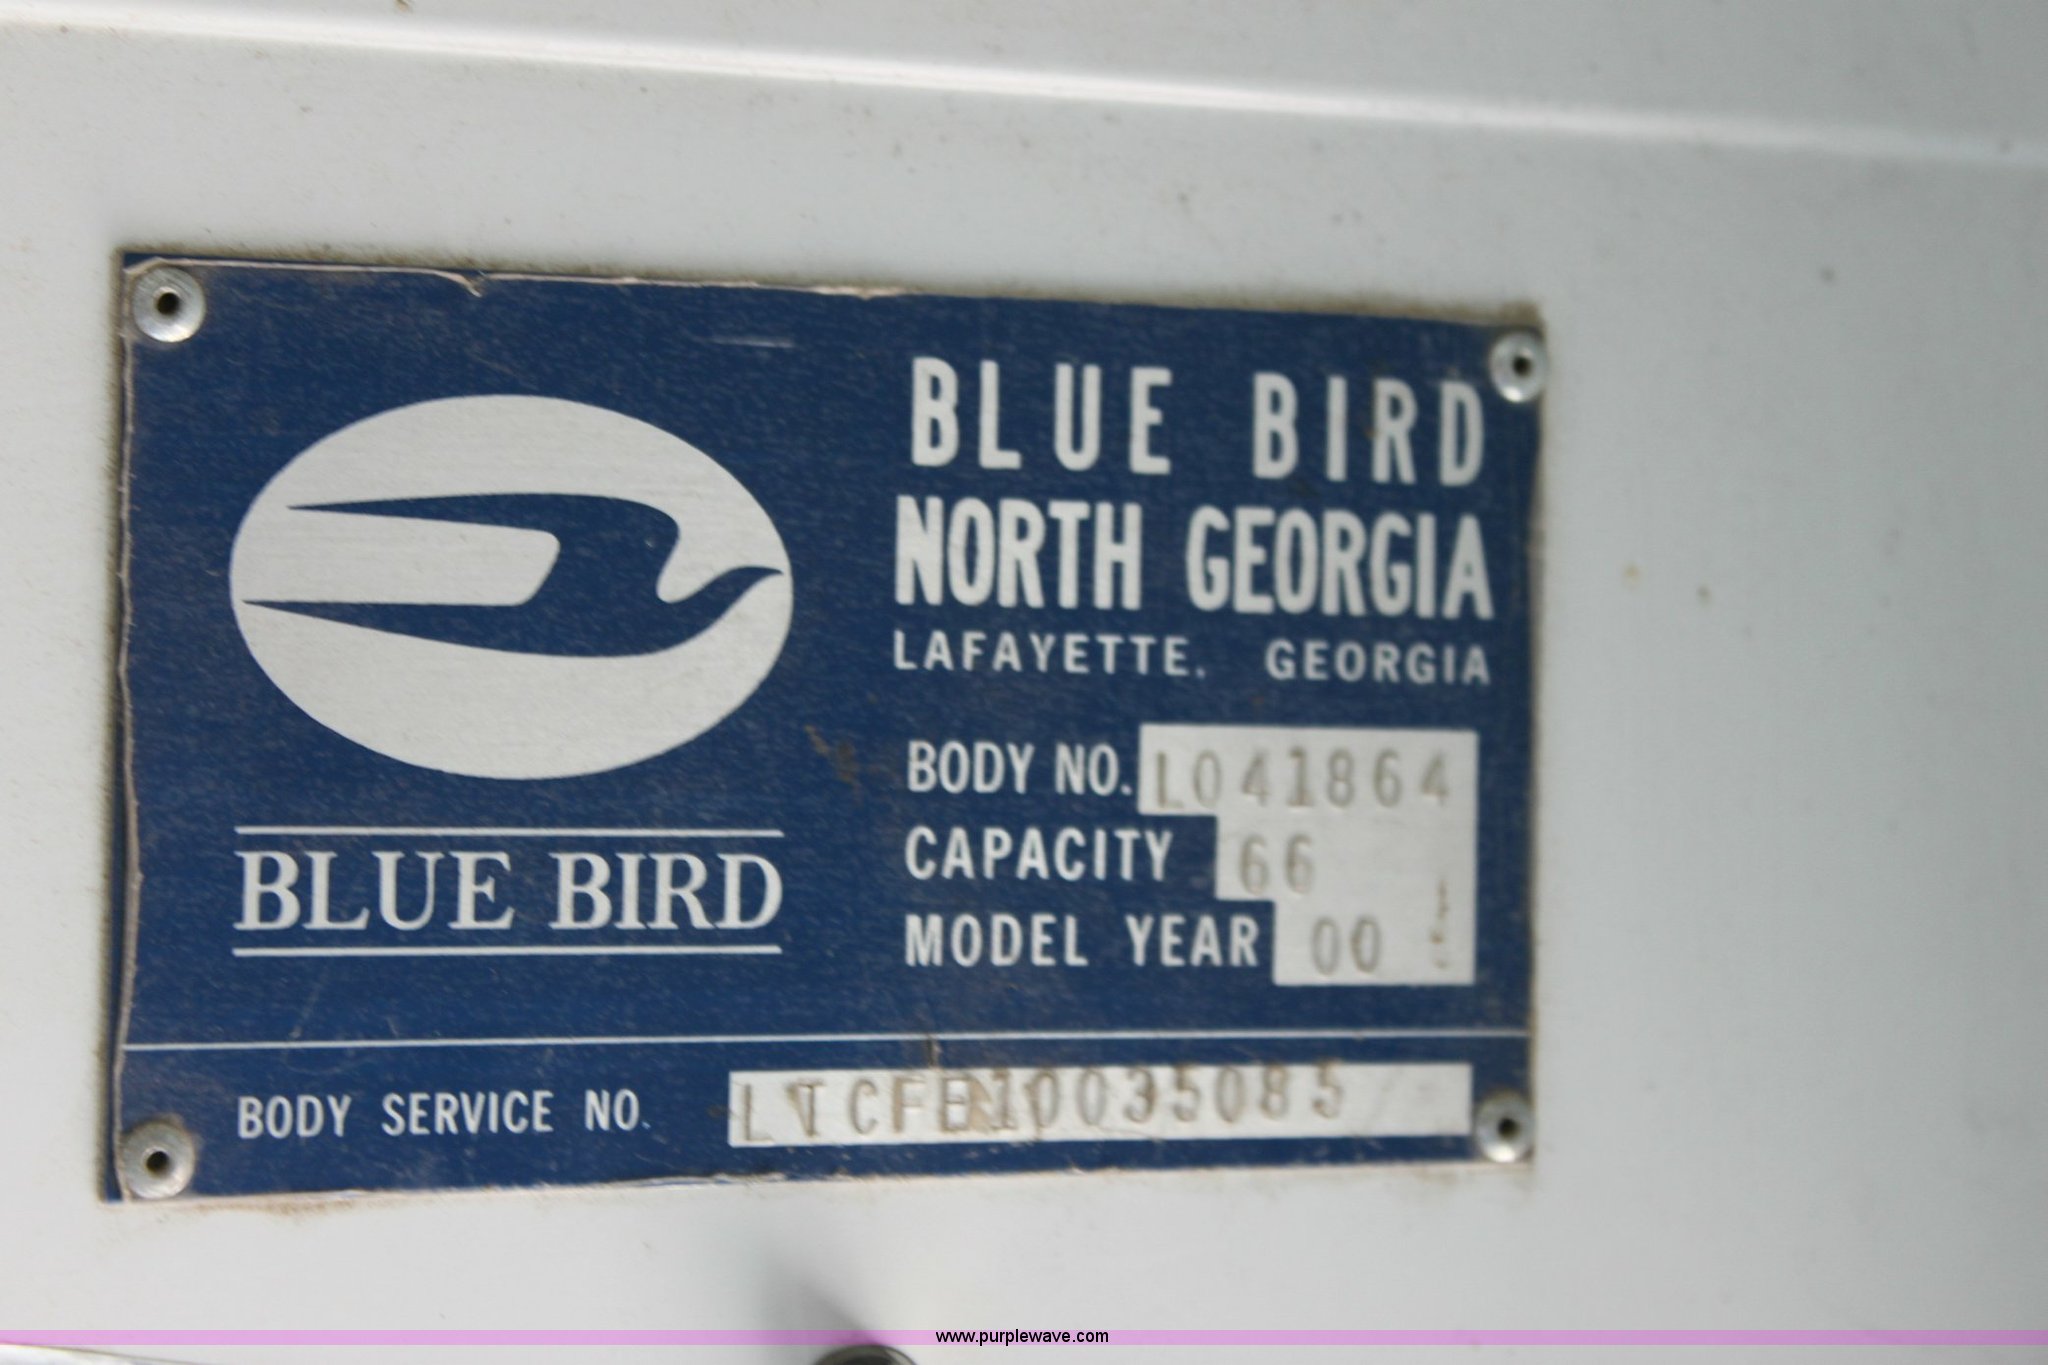 BLUE BIRD
NORTH GEORGIA
LAFAYETTE, GEORGIA
BODY NO. L041864
CAPACITY 66
MODEL YEAR 00
BLUE BIRD
BODY SERVICE NO.
www.purplewave.com